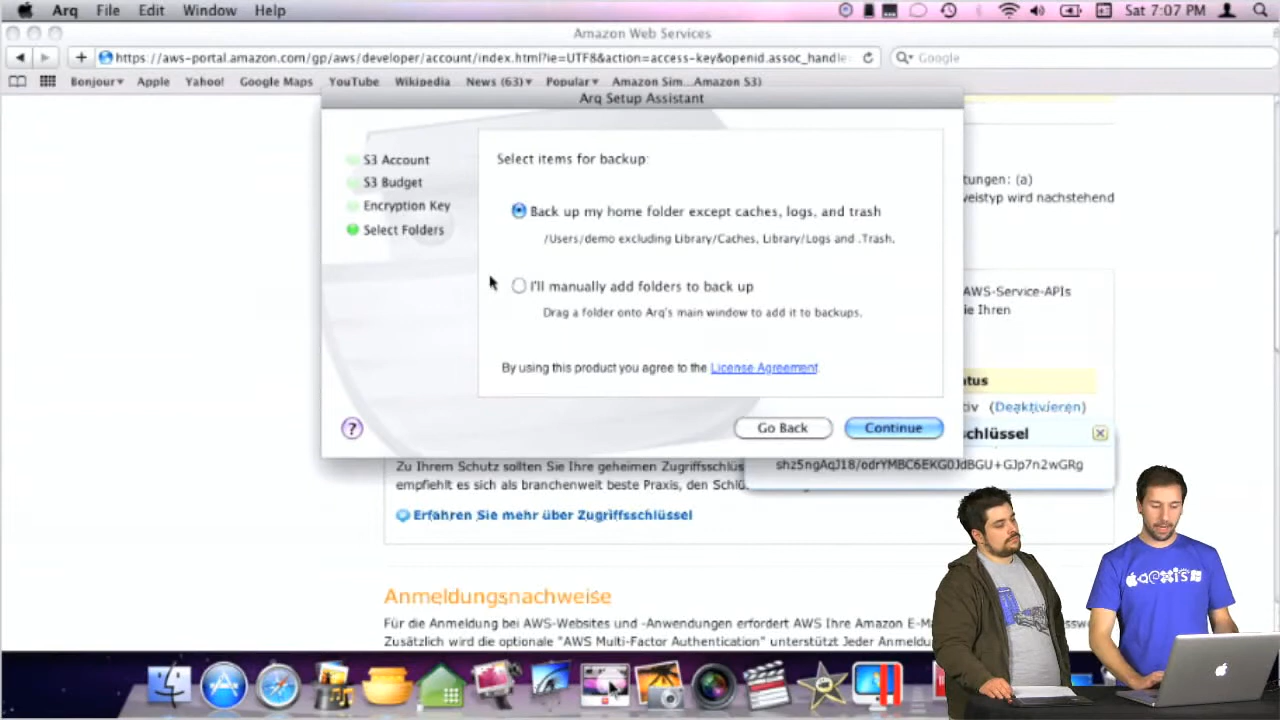 Arq File Edit Window Help
Sat 7:07 PM
Amazon Web Services
https://aws-portal.amazon.com/gp/aws/developer/account/index.html?ie=UTF8&action=access-key&openid.assoc_handle
Google
Bonjour Apple Yahoo! Google Maps YouTube Wikipedia News (63) Popular Amazon Sim...Amazon S3)
Arq Setup Assistant
S3 Account
S3 Budget
Encryption Key
Select Folders
Select items for backup:
Back up my home folder except caches, logs, and trash
/Users/demo excluding Library/Caches, Library/Logs and .Trash.
I'll manually add folders to back up
Drag a folder onto Arq's main window to add it to backups.
By using this product you agree to the License Agreement
?
Go Back
Continue
tungen: (a)
weistyp wird nachstehend
AWS-Service-APIs
ie Ihren
tus
iv (Deaktivieren)
chlüssel
shz5ngAqJ18/odrYMBC6EKG0JdBGU+GJp7n2wGRg
Zu Ihrem Schutz sollten Sie Ihre geheimen Zugriffsschlüs
empfiehlt es sich als branchenweit beste Praxis, den Schlü
Erfahren Sie mehr über Zugriffsschlüssel
Anmeldungsnachweise
Für die Anmeldung bei AWS-Websites und -Anwendungen erfordert AWS Ihre Amazon E-M
Zusätzlich wird die optionale "AWS Multi-Factor Authentication" unterstützt Jeder Anmeldu